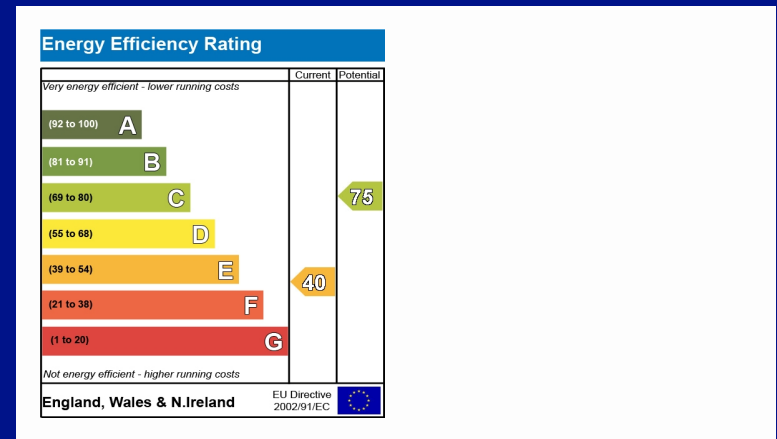 Energy Efficiency Rating
Current Potential
Very energy efficient - lower running costs
(92 to 100) A
(81 to 91) B
(69 to 80) C
75
(55 to 68) D
(39 to 54) E
40
(21 to 38) F
(1 to 20) G
Not energy efficient - higher running costs
England, Wales & N.Ireland
EU Directive
2002/91/EC